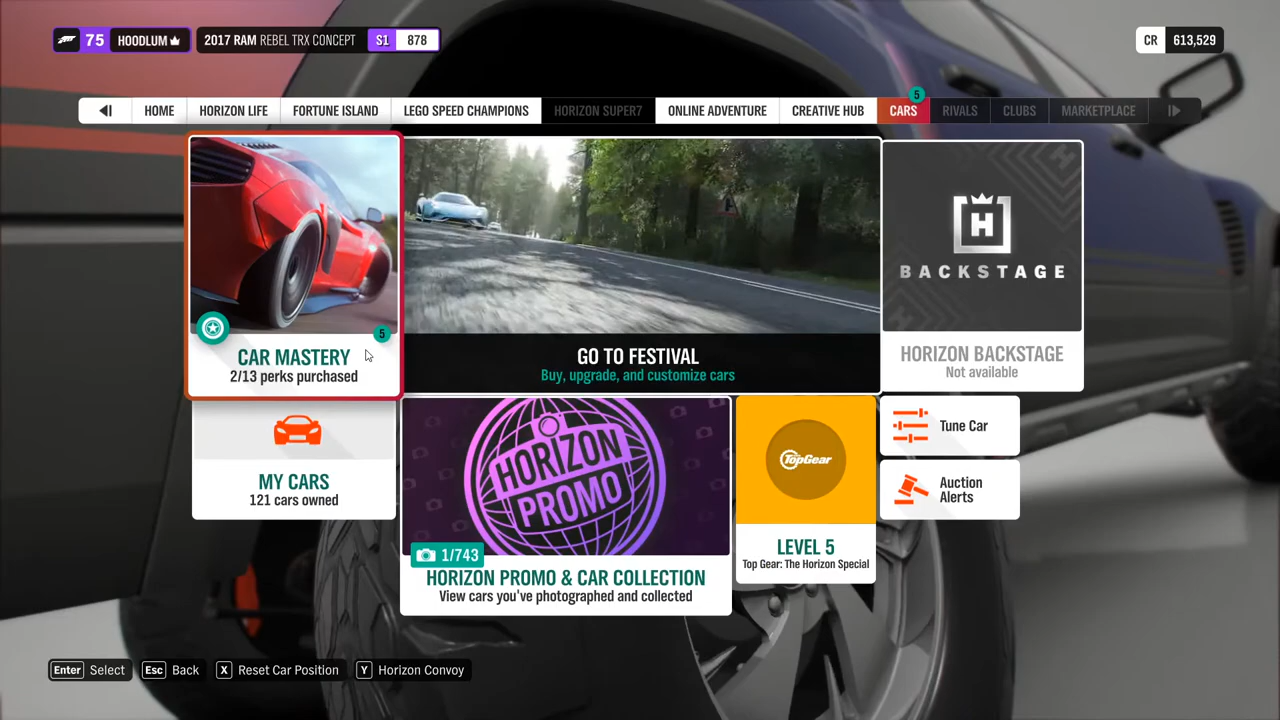 75 HOODLUM 2017 RAM REBEL TRX CONCEPT S1 878
CR 613,529
HOME HORIZON LIFE FORTUNE ISLAND LEGO SPEED CHAMPIONS HORIZON SUPER7 ONLINE ADVENTURE CREATIVE HUB CARS 5 RIVALS CLUBS MARKETPLACE
5
CAR MASTERY
2/13 perks purchased
GO TO FESTIVAL
Buy, upgrade, and customize cars
H
BACKSTAGE
HORIZON BACKSTAGE
Not available
MY CARS
121 cars owned
HORIZON
PROMO
1/743
HORIZON PROMO & CAR COLLECTION
View cars you've photographed and collected
TopGear
LEVEL 5
Top Gear: The Horizon Special
Tune Car
Auction
Alerts
Enter Select Esc Back X Reset Car Position Y Horizon Convoy